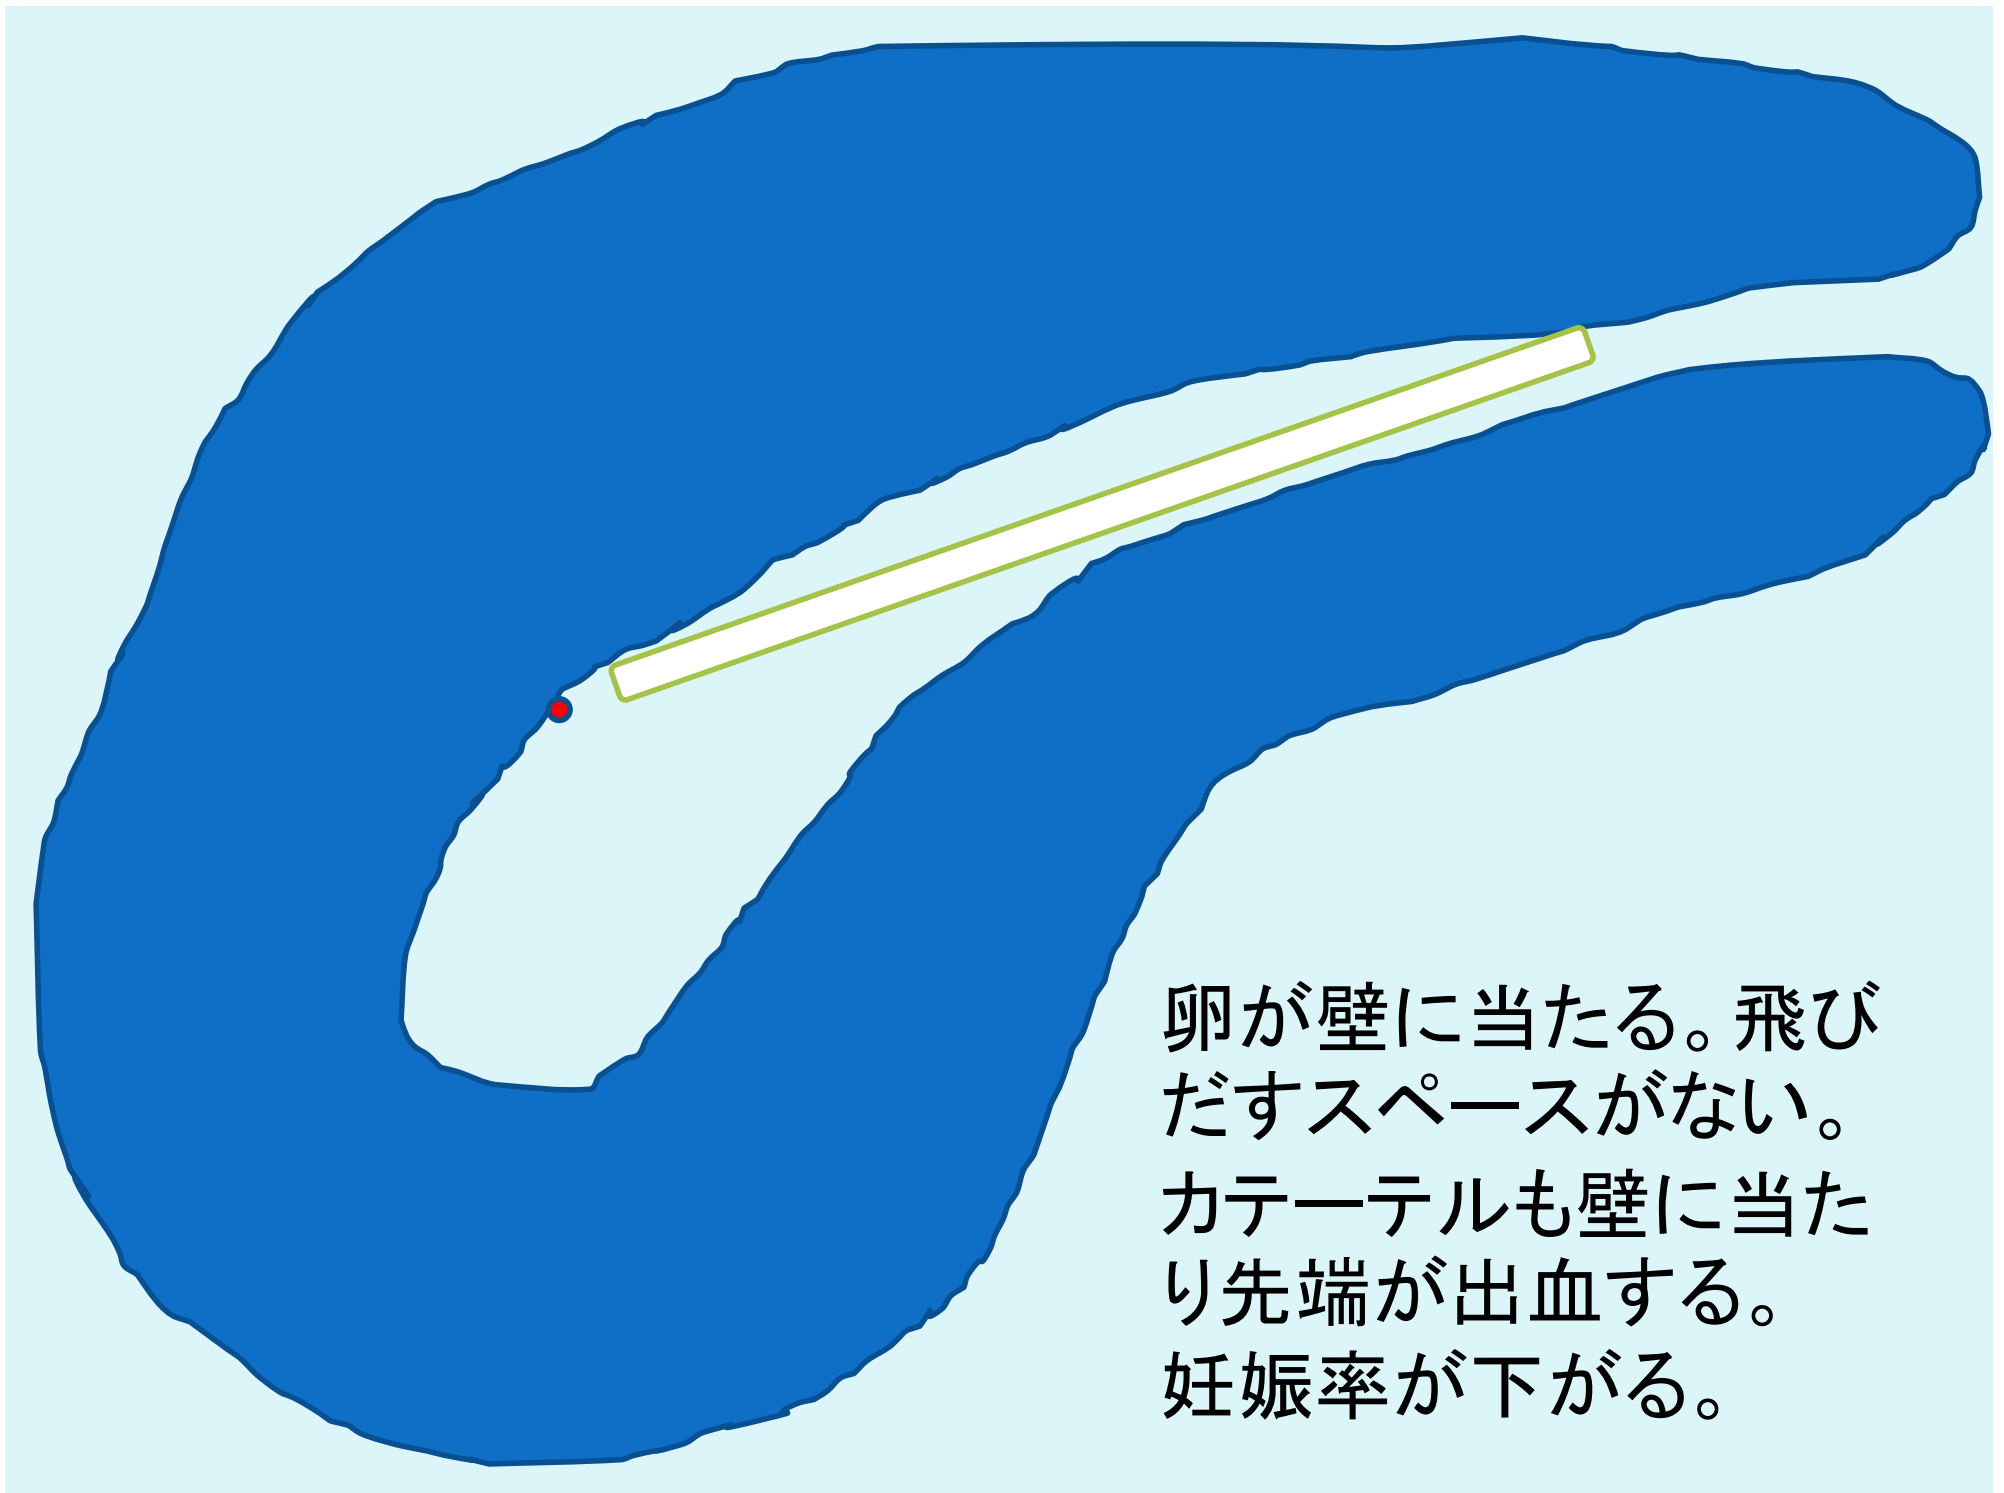 卵が壁に当たる。飛び
だすスペースがない。
カテーテルも壁に当た
り先端が出血する。
妊娠率が下がる。